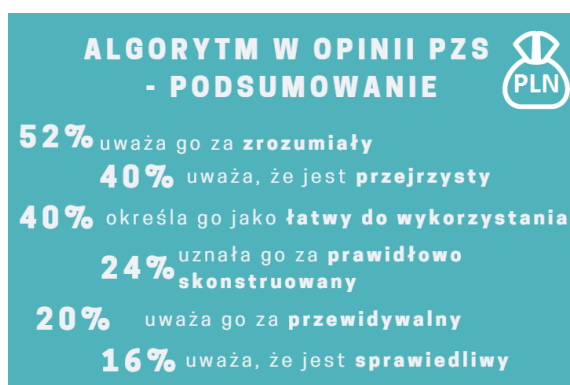 ALGORYTM W OPINII PZS
- PODSUMOWANIE
PLN
52% uważa go za zrozumiały
40% uważa, że jest przejrzysty
40% określa go jako łatwy do wykorzystania
24% uznała go za prawidłowo
skonstruowany
20% uważa go za przewidywalny
16% uważa, że jest sprawiedliwy